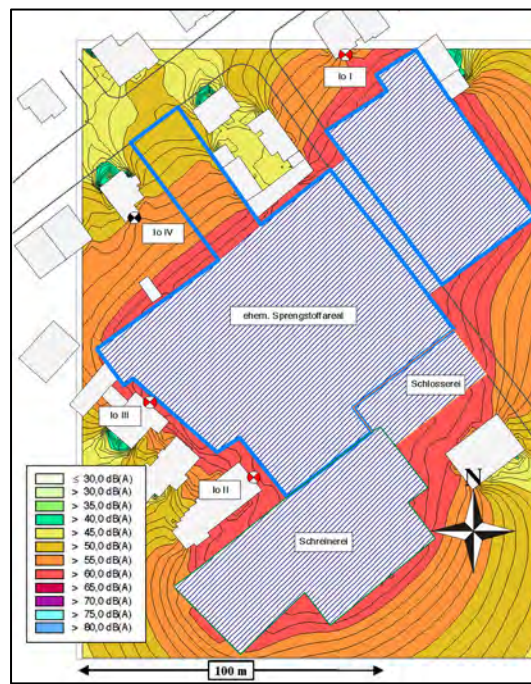 Io I
Io IV
ehem. Sprengstoffareal
Schlosserei
Io III
Io II
Schreinerei
N
≤ 30,0 dB(A)
> 30,0 dB(A)
> 35,0 dB(A)
> 40,0 dB(A)
> 45,0 dB(A)
> 50,0 dB(A)
> 55,0 dB(A)
> 60,0 dB(A)
> 65,0 dB(A)
> 70,0 dB(A)
> 75,0 dB(A)
> 80,0 dB(A)
100 m